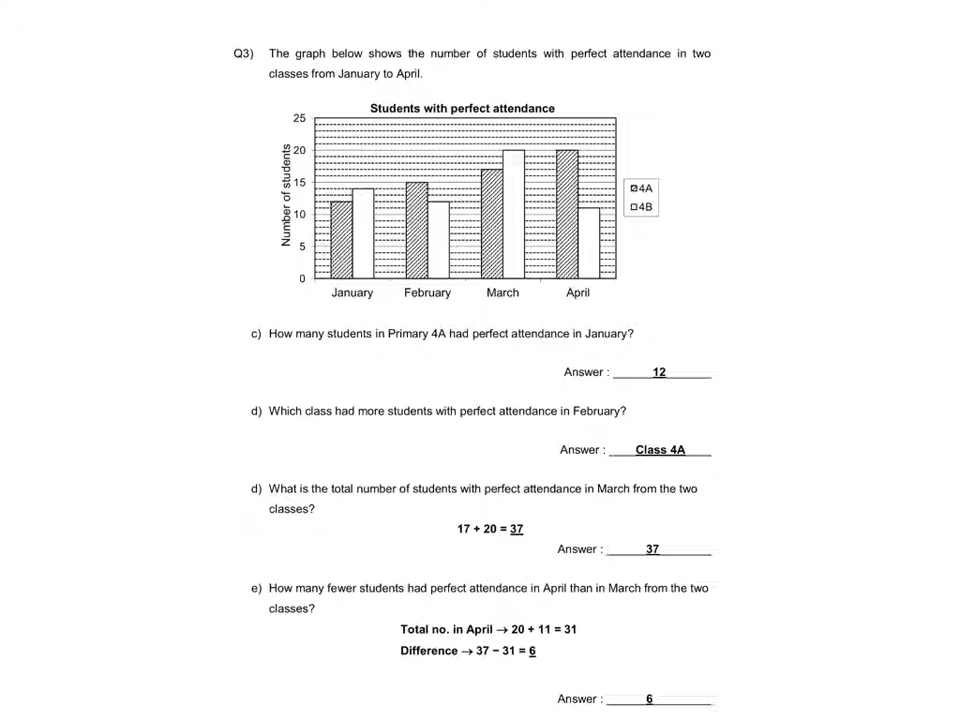 Q3) The graph below shows the number of students with perfect attendance in two
classes from January to April.
Students with perfect attendance
Number of students
25
20
15
10
5
0
January February March April
4A
4B
c) How many students in Primary 4A had perfect attendance in January?
Answer : 12
d) Which class had more students with perfect attendance in February?
Answer : Class 4A
d) What is the total number of students with perfect attendance in March from the two
classes?
17 + 20 = 37
Answer : 37
e) How many fewer students had perfect attendance in April than in March from the two
classes?
Total no. in April → 20 + 11 = 31
Difference → 37 − 31 = 6
Answer : 6